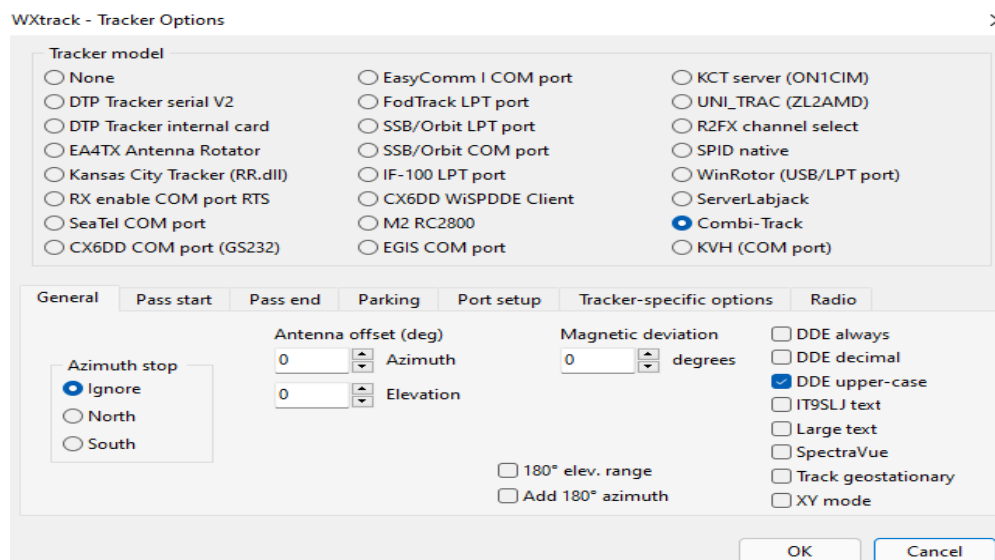 WXtrack - Tracker Options
Tracker model
None
DTP Tracker serial V2
DTP Tracker internal card
EA4TX Antenna Rotator
Kansas City Tracker (RR.dll)
RX enable COM port RTS
SeaTel COM port
CX6DD COM port (GS232)
EasyComm I COM port
FodTrack LPT port
SSB/Orbit LPT port
SSB/Orbit COM port
IF-100 LPT port
CX6DD WiSPDDE Client
M2 RC2800
EGIS COM port
KCT server (ON1CIM)
UNI_TRAC (ZL2AMD)
R2FX channel select
SPID native
WinRotor (USB/LPT port)
ServerLabjack
Combi-Track
KVH (COM port)
General Pass start Pass end Parking Port setup Tracker-specific options Radio
Azimuth stop
Ignore
North
South
Antenna offset (deg)
0 Azimuth
0 Elevation
Magnetic deviation
0 degrees
180° elev. range
Add 180° azimuth
DDE always
DDE decimal
DDE upper-case
IT9SLJ text
Large text
SpectraVue
Track geostationary
XY mode
OK Cancel